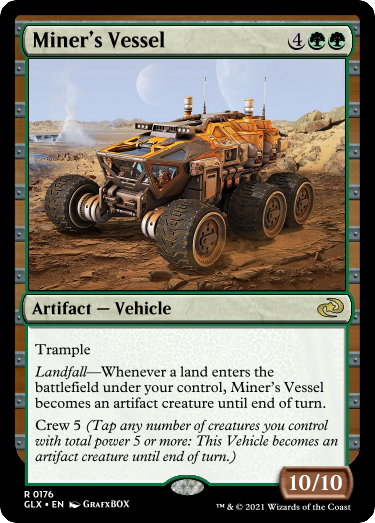 Miner's Vessel 4
Artifact — Vehicle
Trample
Landfall—Whenever a land enters the
battlefield under your control, Miner's Vessel
becomes an artifact creature until end of turn.
Crew 5 (Tap any number of creatures you control
with total power 5 or more: This Vehicle becomes an
artifact creature until end of turn.)
10/10
R 0176
GLX • EN GRAFXBOX
™ & © 2021 Wizards of the Coast